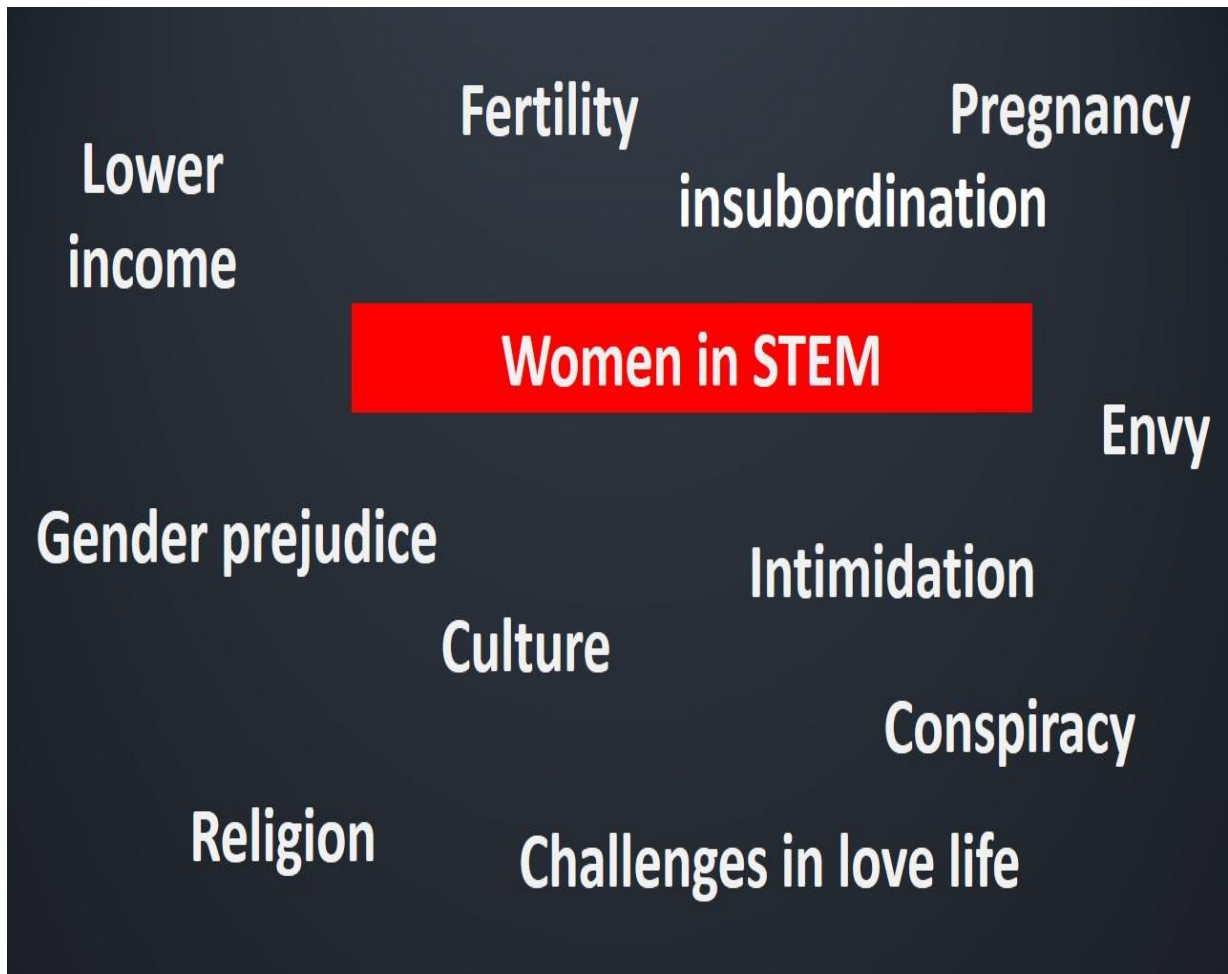 Fertility
Pregnancy
Lower
income
insubordination
Women in STEM
Envy
Gender prejudice
Intimidation
Culture
Conspiracy
Religion
Challenges in love life